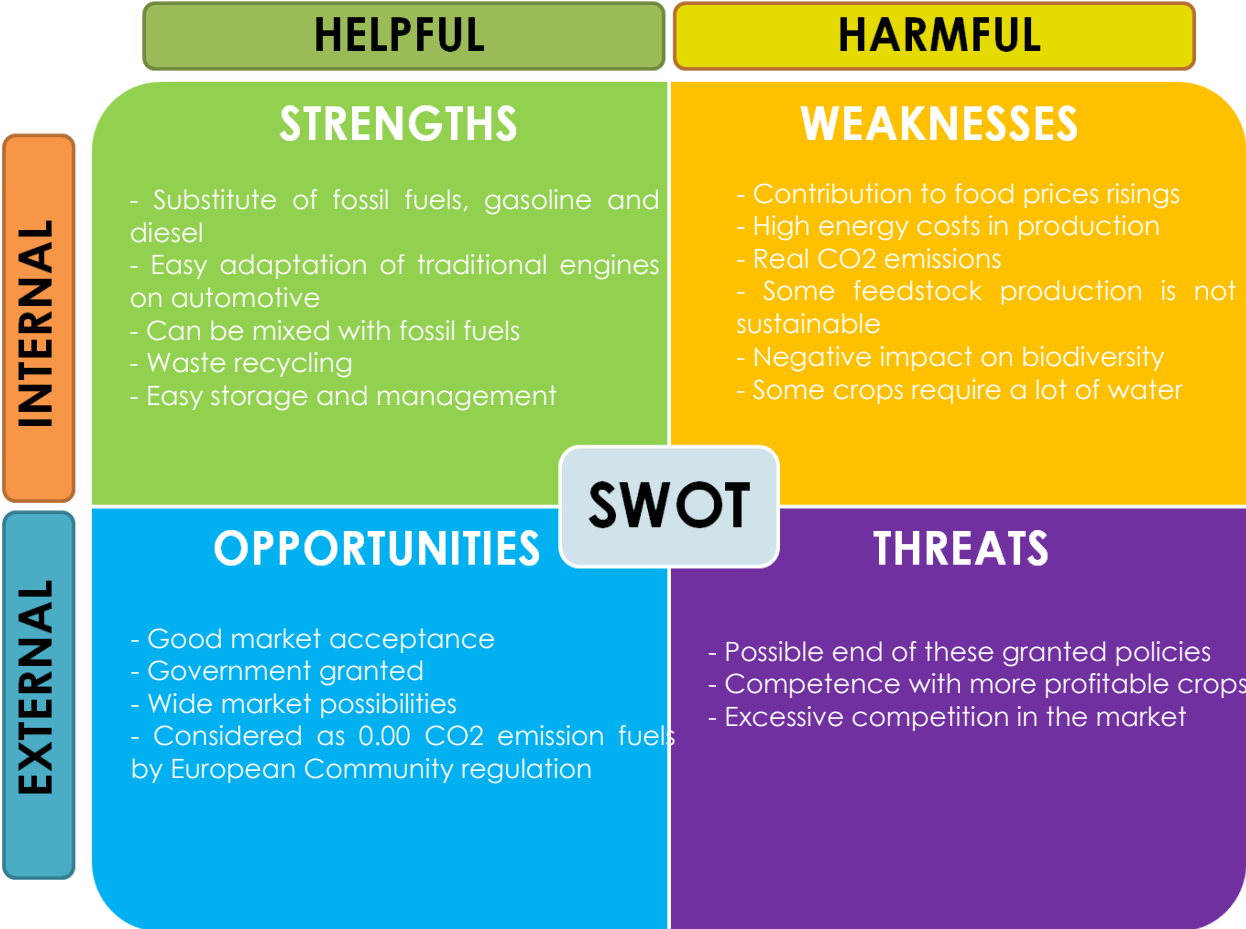 HELPFUL
HARMFUL
INTERNAL
STRENGTHS
- Substitute of fossil fuels, gasoline and
diesel
- Easy adaptation of traditional engines
on automotive
- Can be mixed with fossil fuels
- Waste recycling
- Easy storage and management
WEAKNESSES
- Contribution to food prices risings
- High energy costs in production
- Real CO2 emissions
- Some feedstock production is not
sustainable
- Negative impact on biodiversity
- Some crops require a lot of water
SWOT
EXTERNAL
OPPORTUNITIES
- Good market acceptance
- Government granted
- Wide market possibilities
- Considered as 0.00 CO2 emission fuels
by European Community regulation
THREATS
- Possible end of these granted policies
- Competence with more profitable crops
- Excessive competition in the market